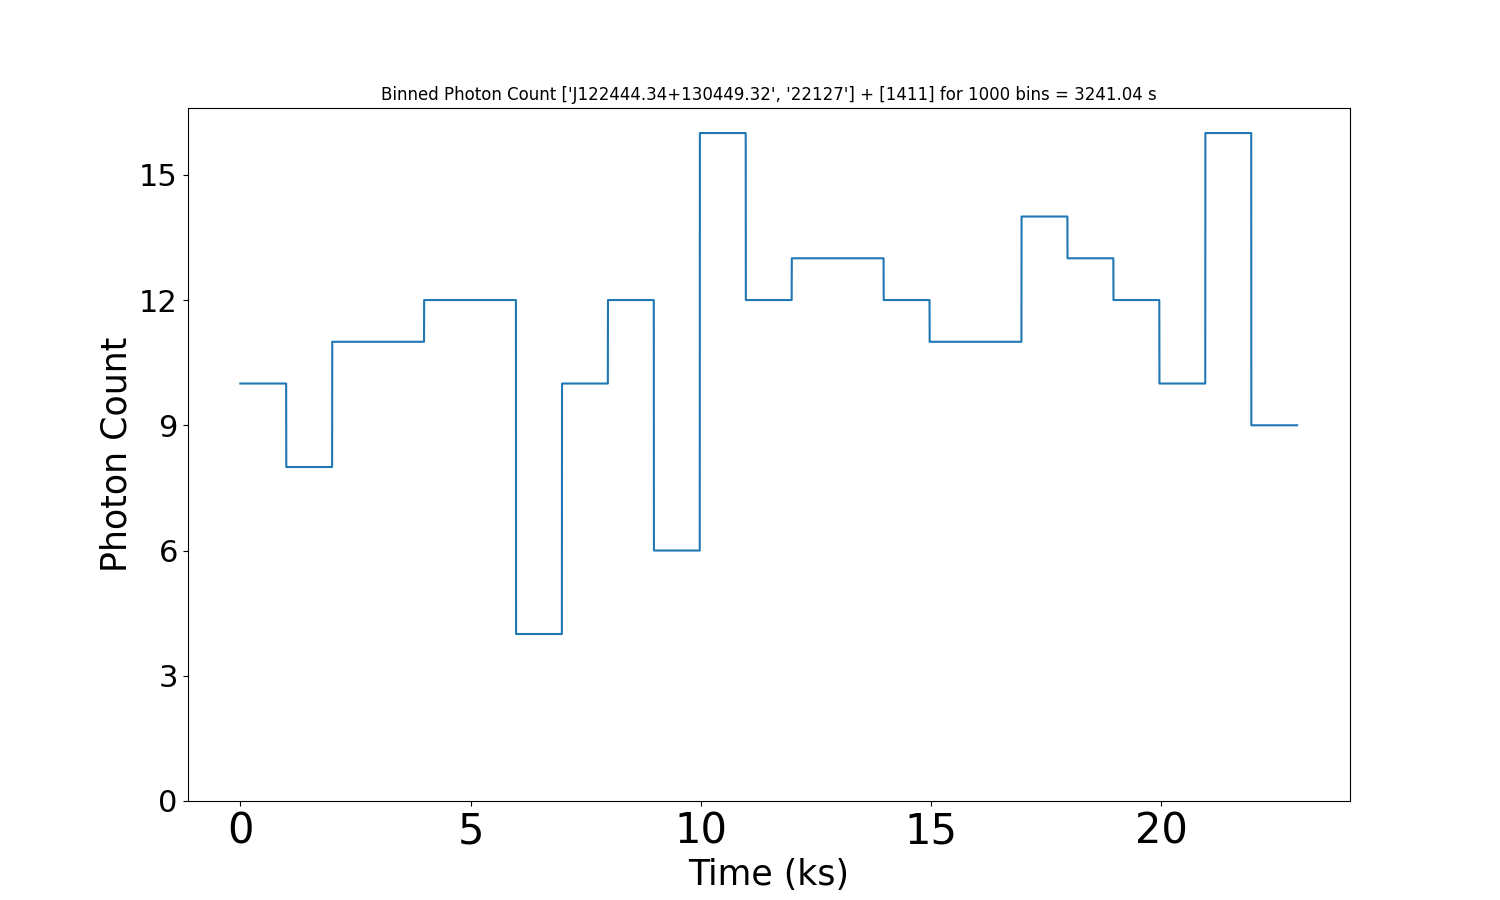 Binned Photon Count ['J122444.34+130449.32', '22127'] + [1411] for 1000 bins = 3241.04 s
Photon Count
15
12
9
6
3
0
0 5 10 15 20
Time (ks)